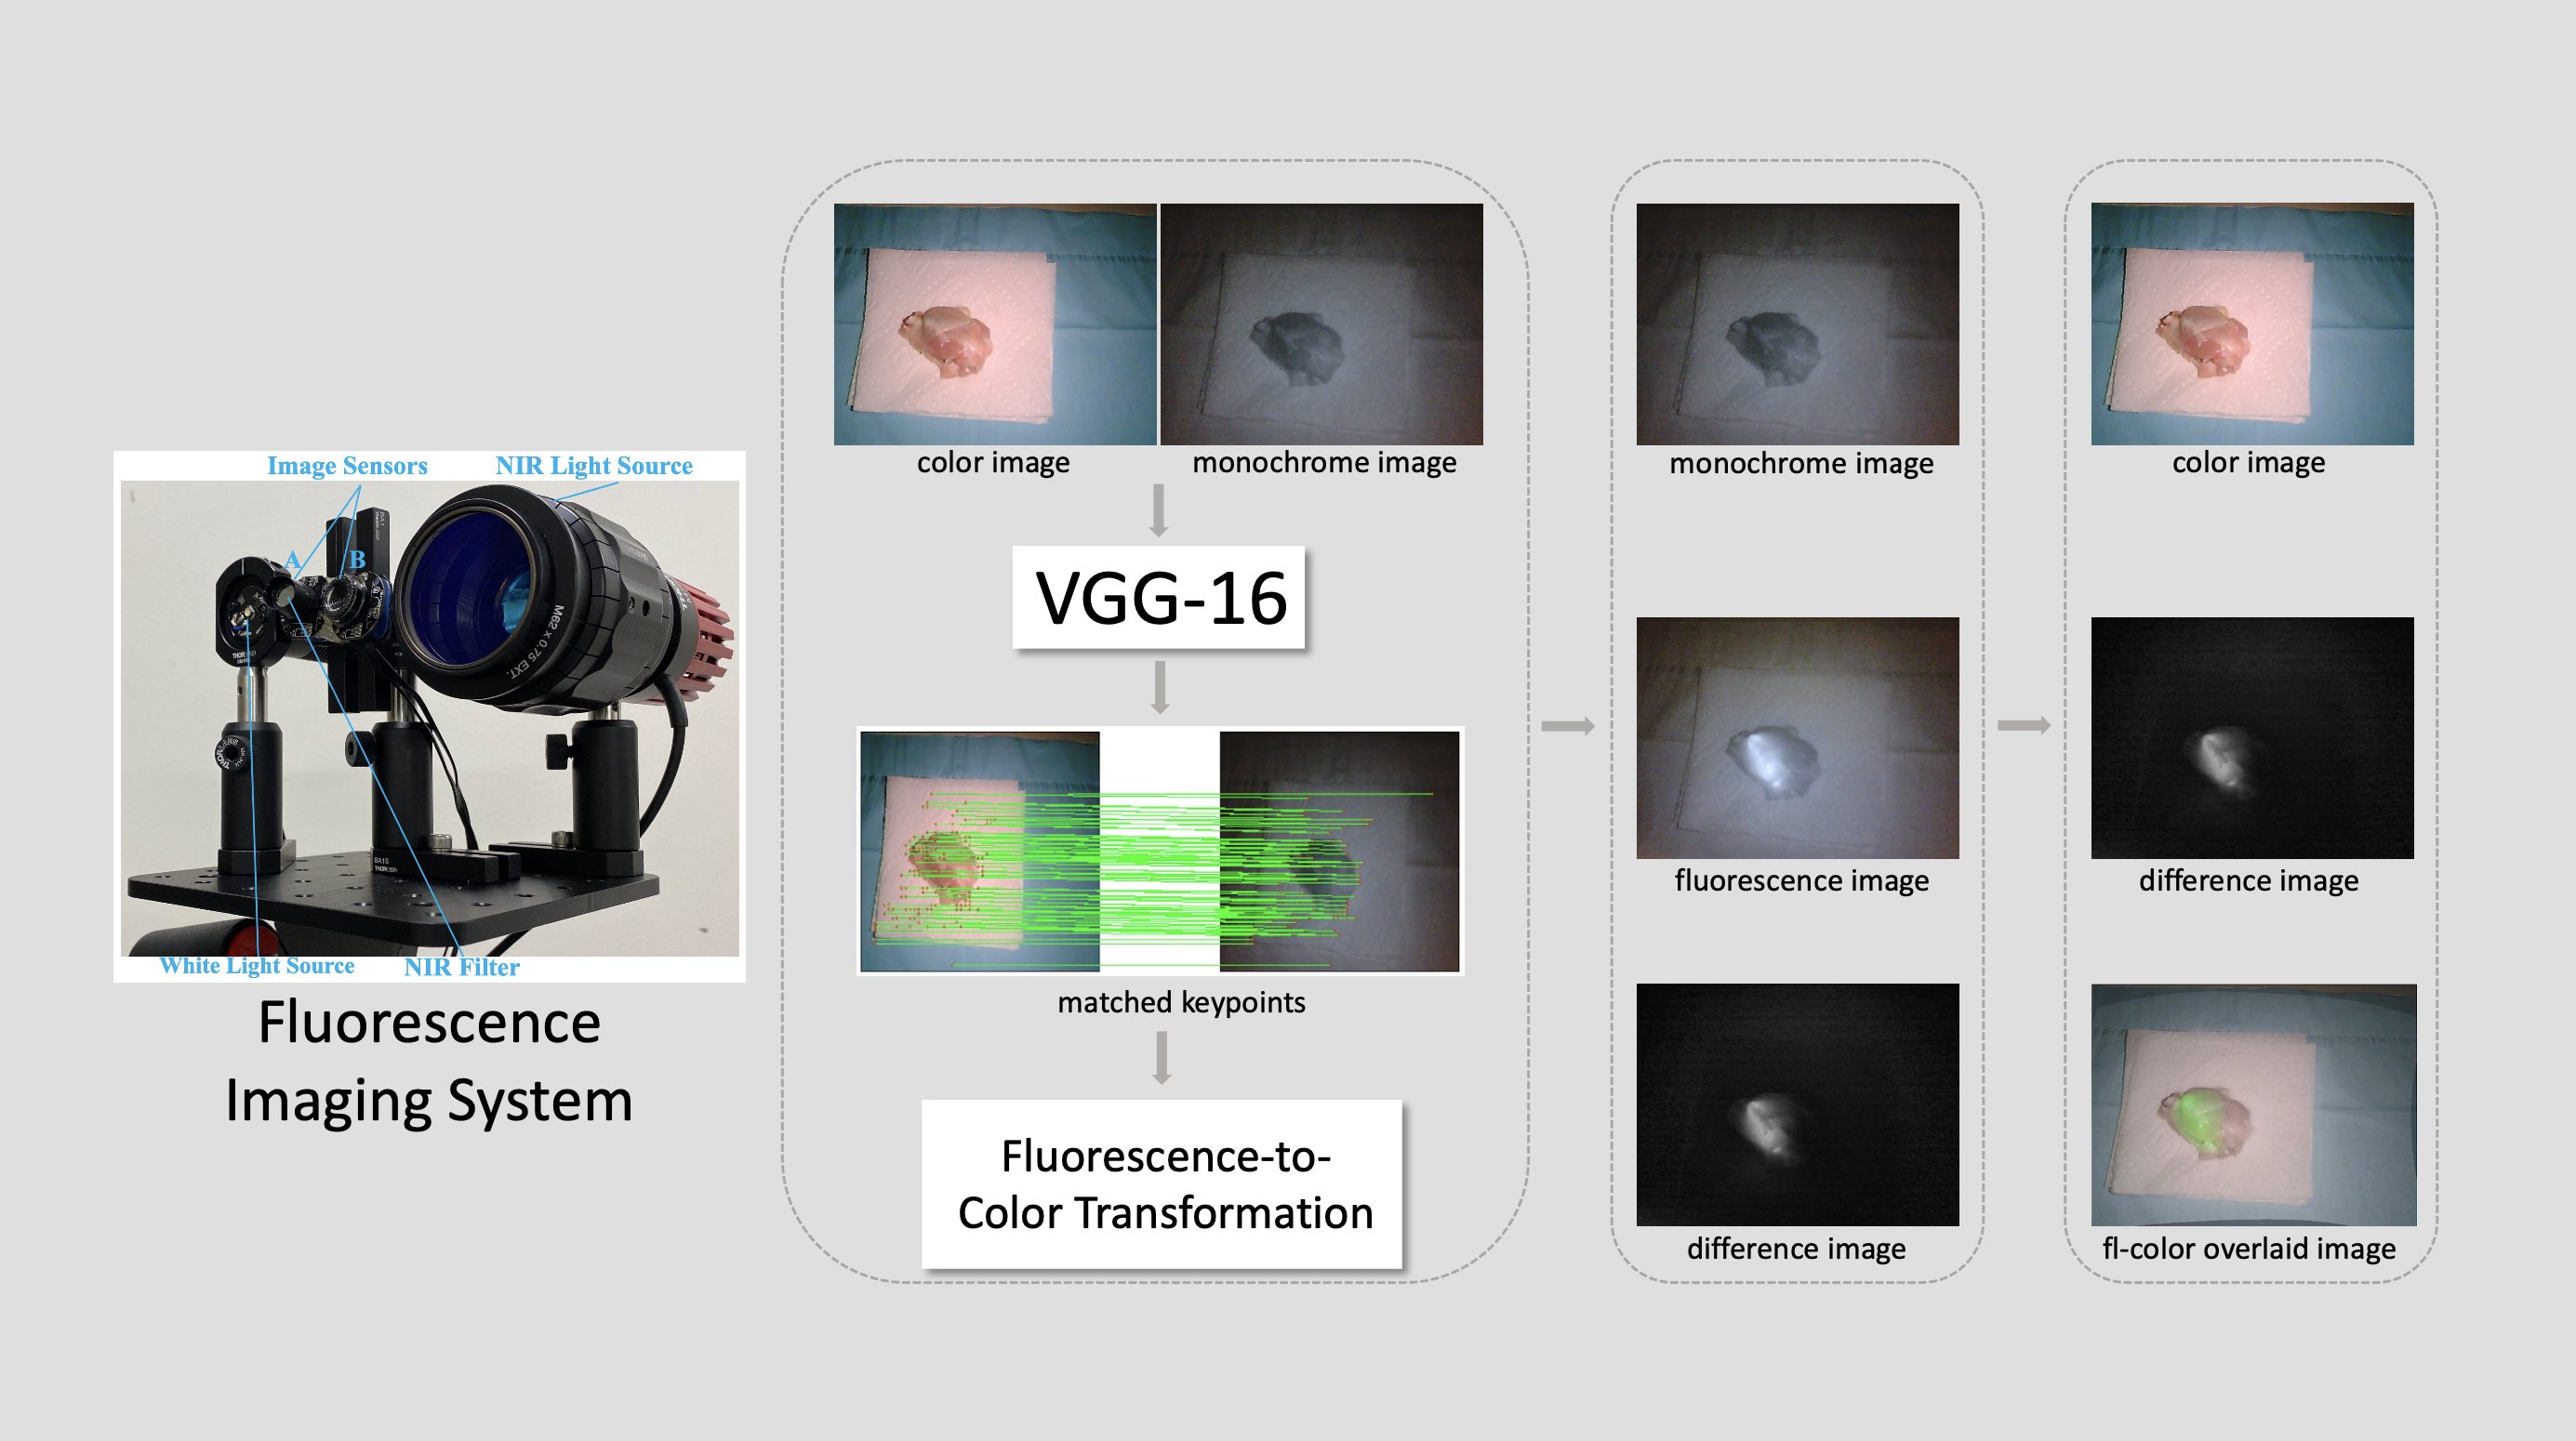 Image Sensors
NIR Light Source
A
B
M62 x 0.75 EXT.
BA1S
White Light Source
NIR Filter
Fluorescence
Imaging System
color image
monochrome image
VGG-16
matched keypoints
Fluorescence-to-
Color Transformation
monochrome image
fluorescence image
difference image
color image
difference image
fl-color overlaid image